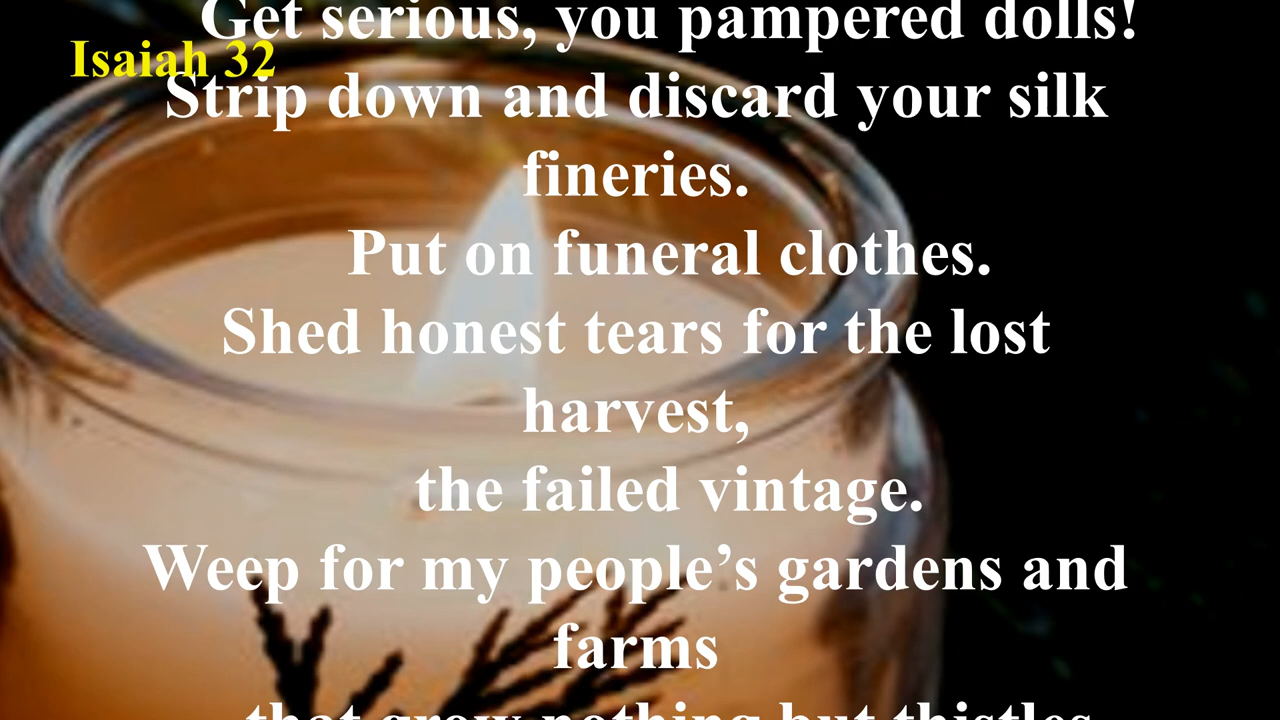 Get serious, you pampered dolls!
Isaiah 32
Strip down and discard your silk
fineries.
Put on funeral clothes.
Shed honest tears for the lost
harvest,
the failed vintage.
Weep for my people’s gardens and
farms
that grow nothing but thistles